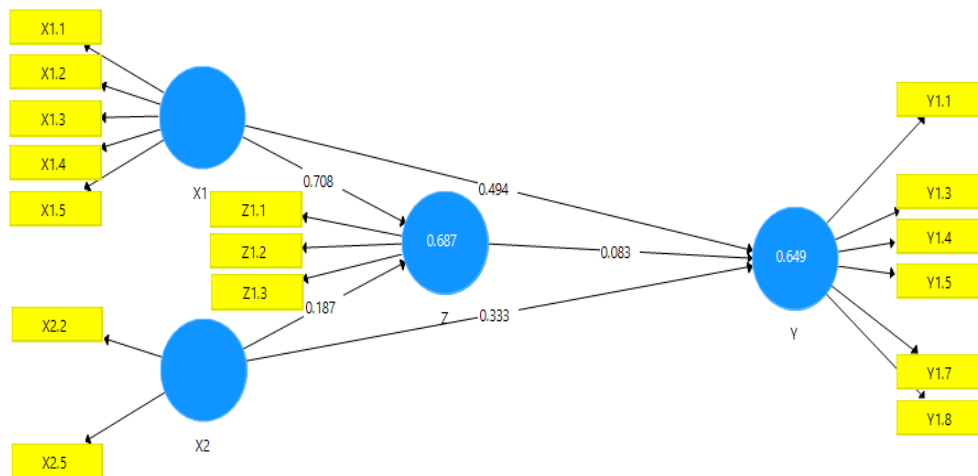 X1.1
X1.2
X1.3
X1.4
X1.5
X1
0.708
0.494
Z1.1
Z1.2
Z1.3
0.687
Z
0.083
0.187
0.333
X2.2
X2.5
X2
0.649
Y
Y1.1
Y1.3
Y1.4
Y1.5
Y1.7
Y1.8